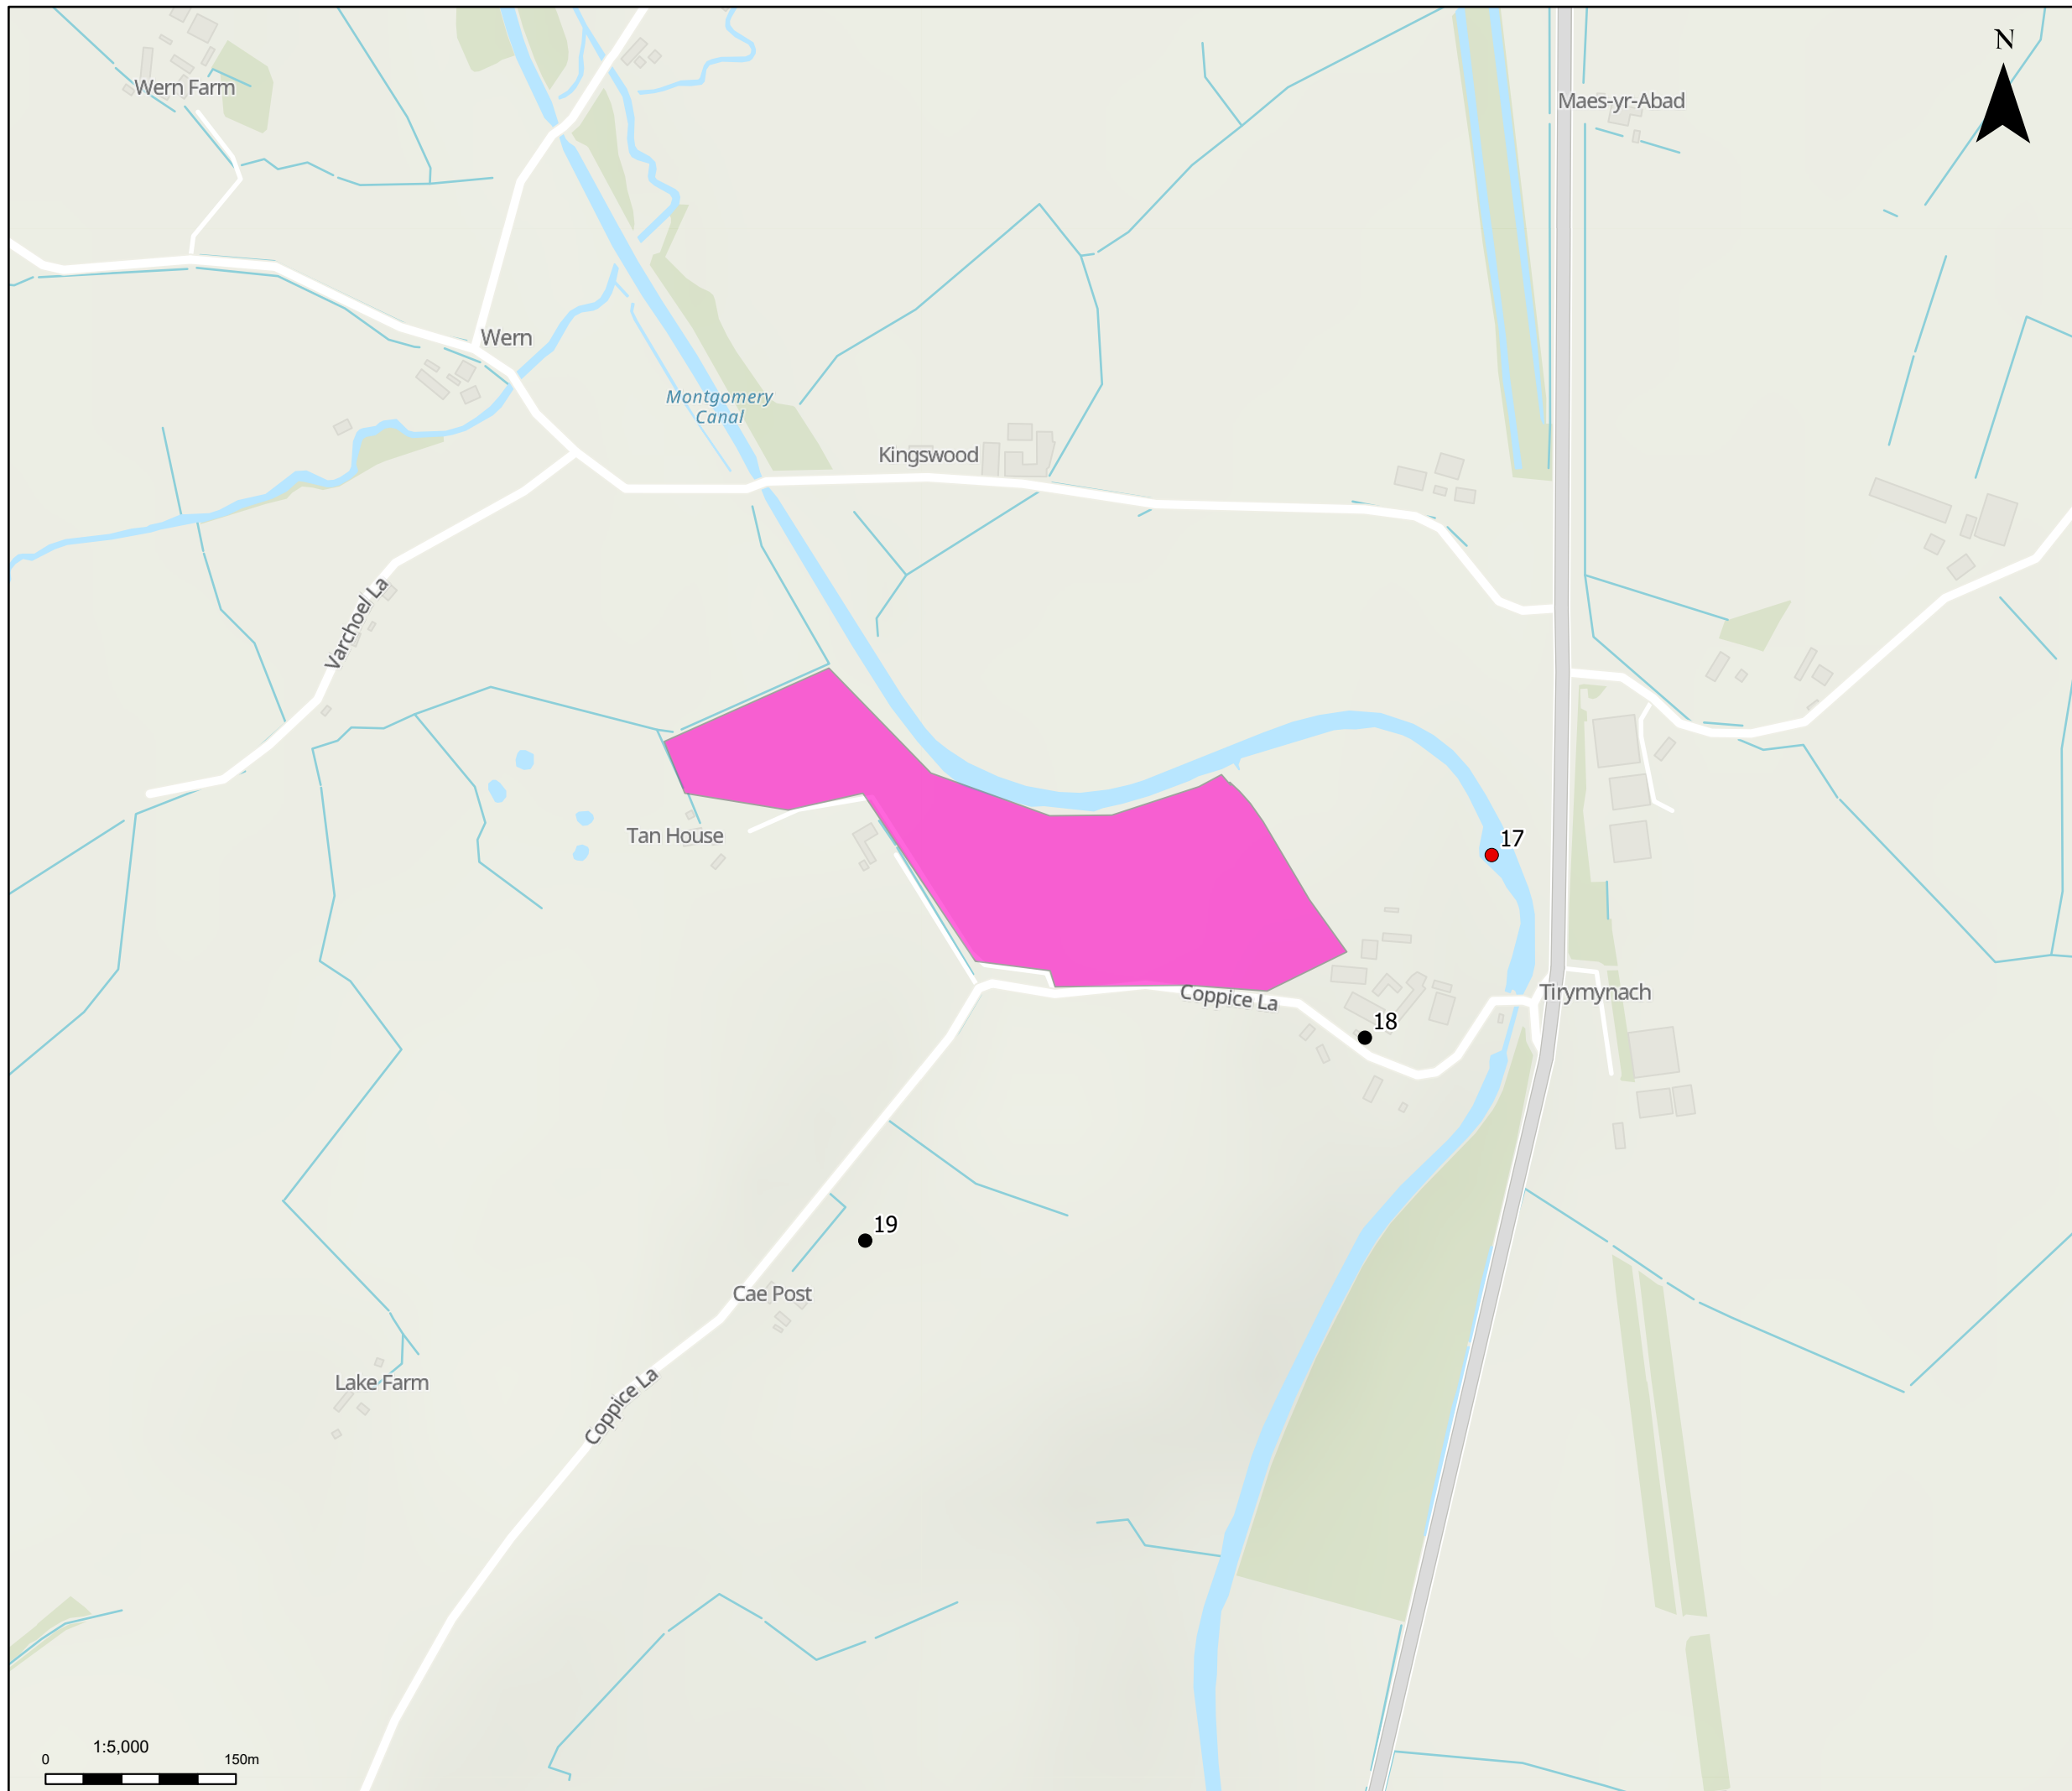 N
Wern Farm
Maes-yr-Abad
Wern
Montgomery
Canal
Kingswood
Varchoel La
Tan House
17
Coppice La
Tirymynach
18
19
Cae Post
Lake Farm
Coppice La
1:5,000
0 150m